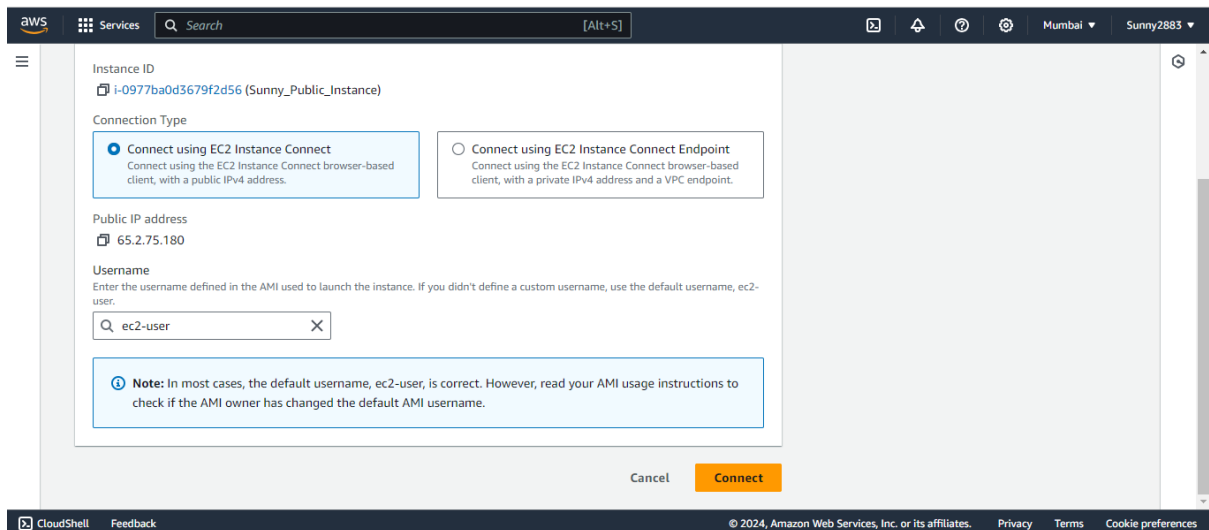 aws Services Search [Alt+S] Mumbai Sunny2883
Instance ID
i-0977ba0d3679f2d56 (Sunny_Public_Instance)
Connection Type
Connect using EC2 Instance Connect
Connect using the EC2 Instance Connect browser-based
client, with a public IPv4 address.
Connect using EC2 Instance Connect Endpoint
Connect using the EC2 Instance Connect browser-based
client, with a private IPv4 address and a VPC endpoint.
Public IP address
65.2.75.180
Username
Enter the username defined in the AMI used to launch the instance. If you didn't define a custom username, use the default username, ec2-
user.
ec2-user
Note: In most cases, the default username, ec2-user, is correct. However, read your AMI usage instructions to
check if the AMI owner has changed the default AMI username.
Cancel Connect
CloudShell Feedback © 2024, Amazon Web Services, Inc. or its affiliates. Privacy Terms Cookie preferences